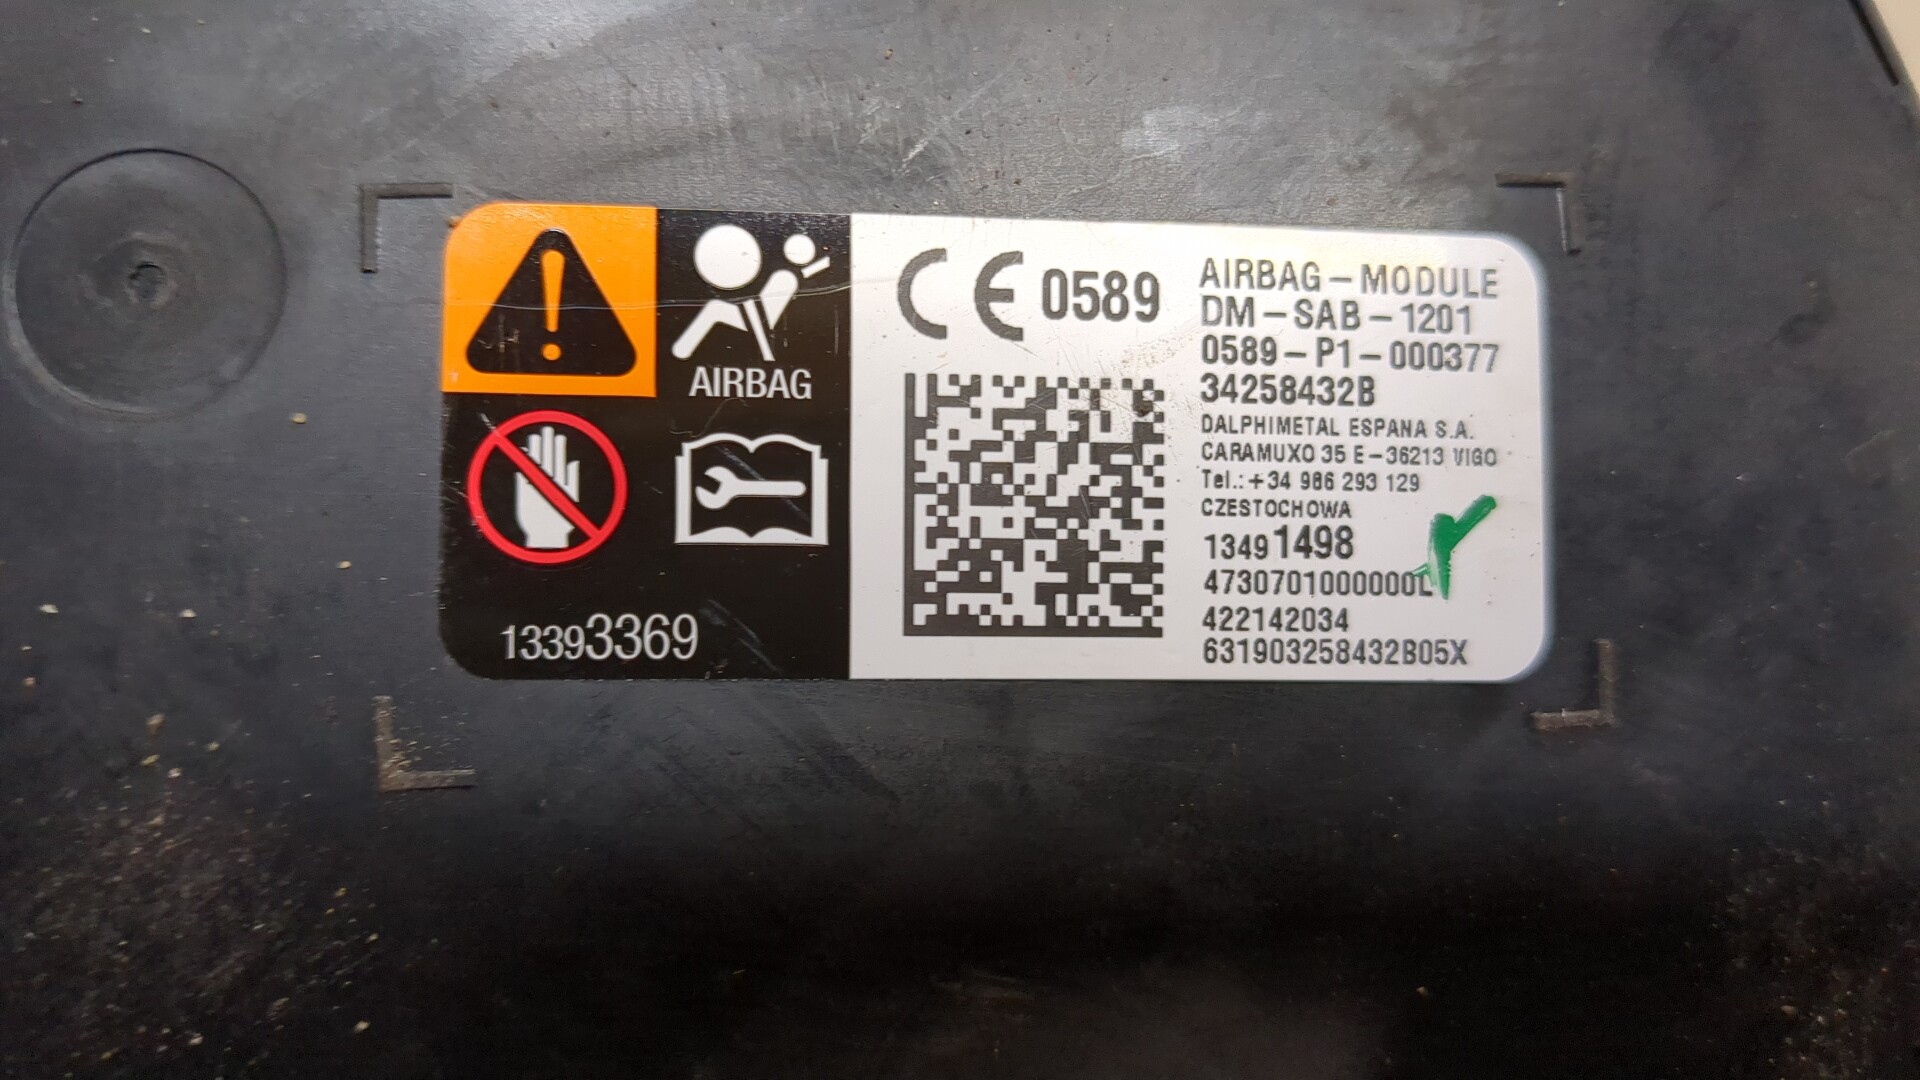 AIRBAG
13393369
CE 0589
AIRBAG-MODULE
DM-SAB-1201
0589-P1-000377
34258432B
DALPHIMETAL ESPANA S.A.
CARAMUXO 35 E-36213 VIGO
Tel.:+34 986 293 129
CZESTOCHOWA
13491498
4730701000000L
422142034
631903258432B05X